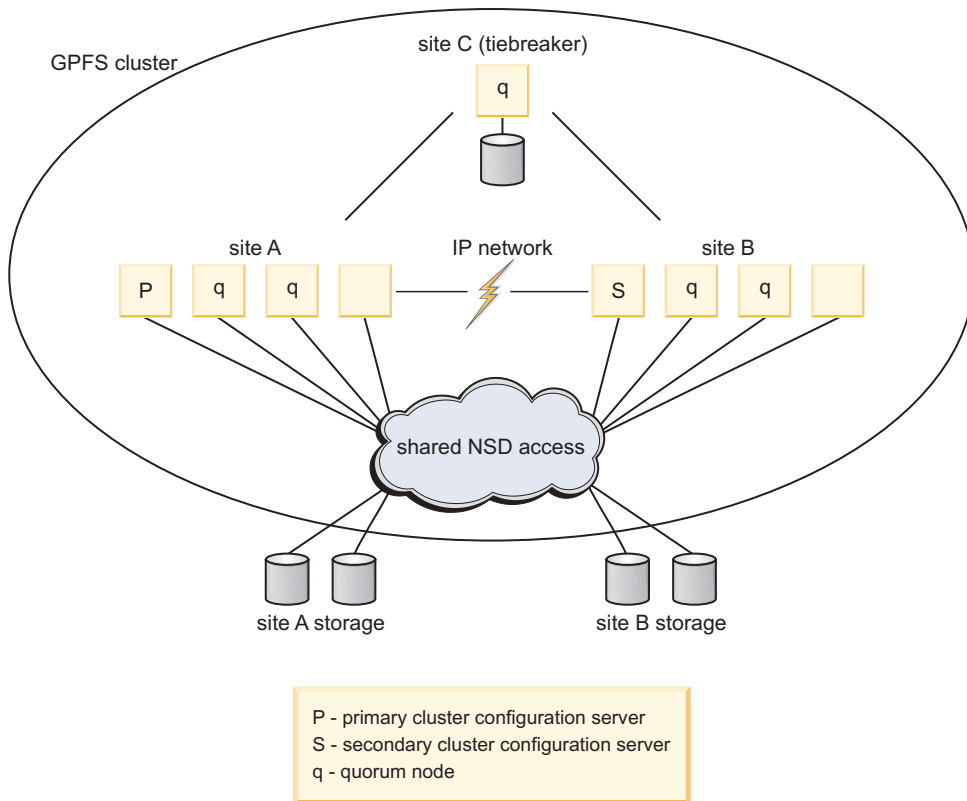 site C (tiebreaker)
GPFS cluster
q
site A
IP network
site B
P
q
q
S
q
q
shared NSD access
site A storage
site B storage
P - primary cluster configuration server
S - secondary cluster configuration server
q - quorum node